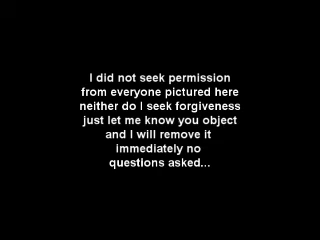 I did not seek permission
from everyone pictured here
neither do I seek forgiveness
just let me know you object
and I will remove it
immediately no
questions asked...